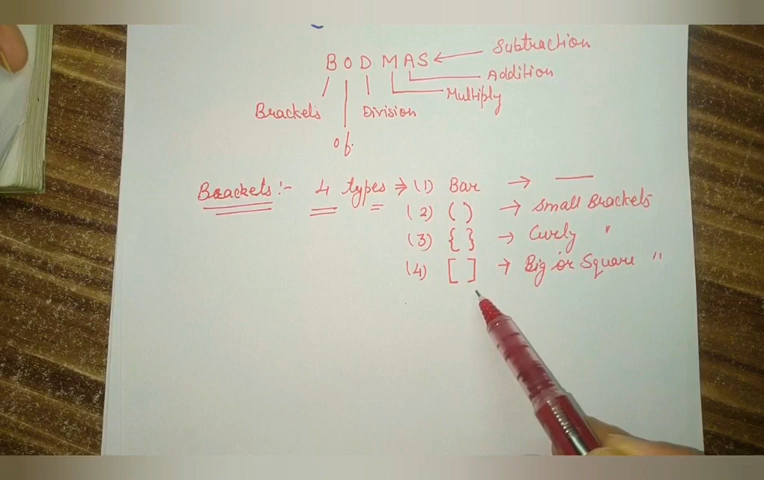 BODMAS ← Subtraction
Addition
Multiply
Brackets Division
of
Brackets :- 4 types ⇒ (1) Bar → —
(2) ( ) → Small Brackets
(3) { } → Curly "
(4) [ ] → Big or Square "